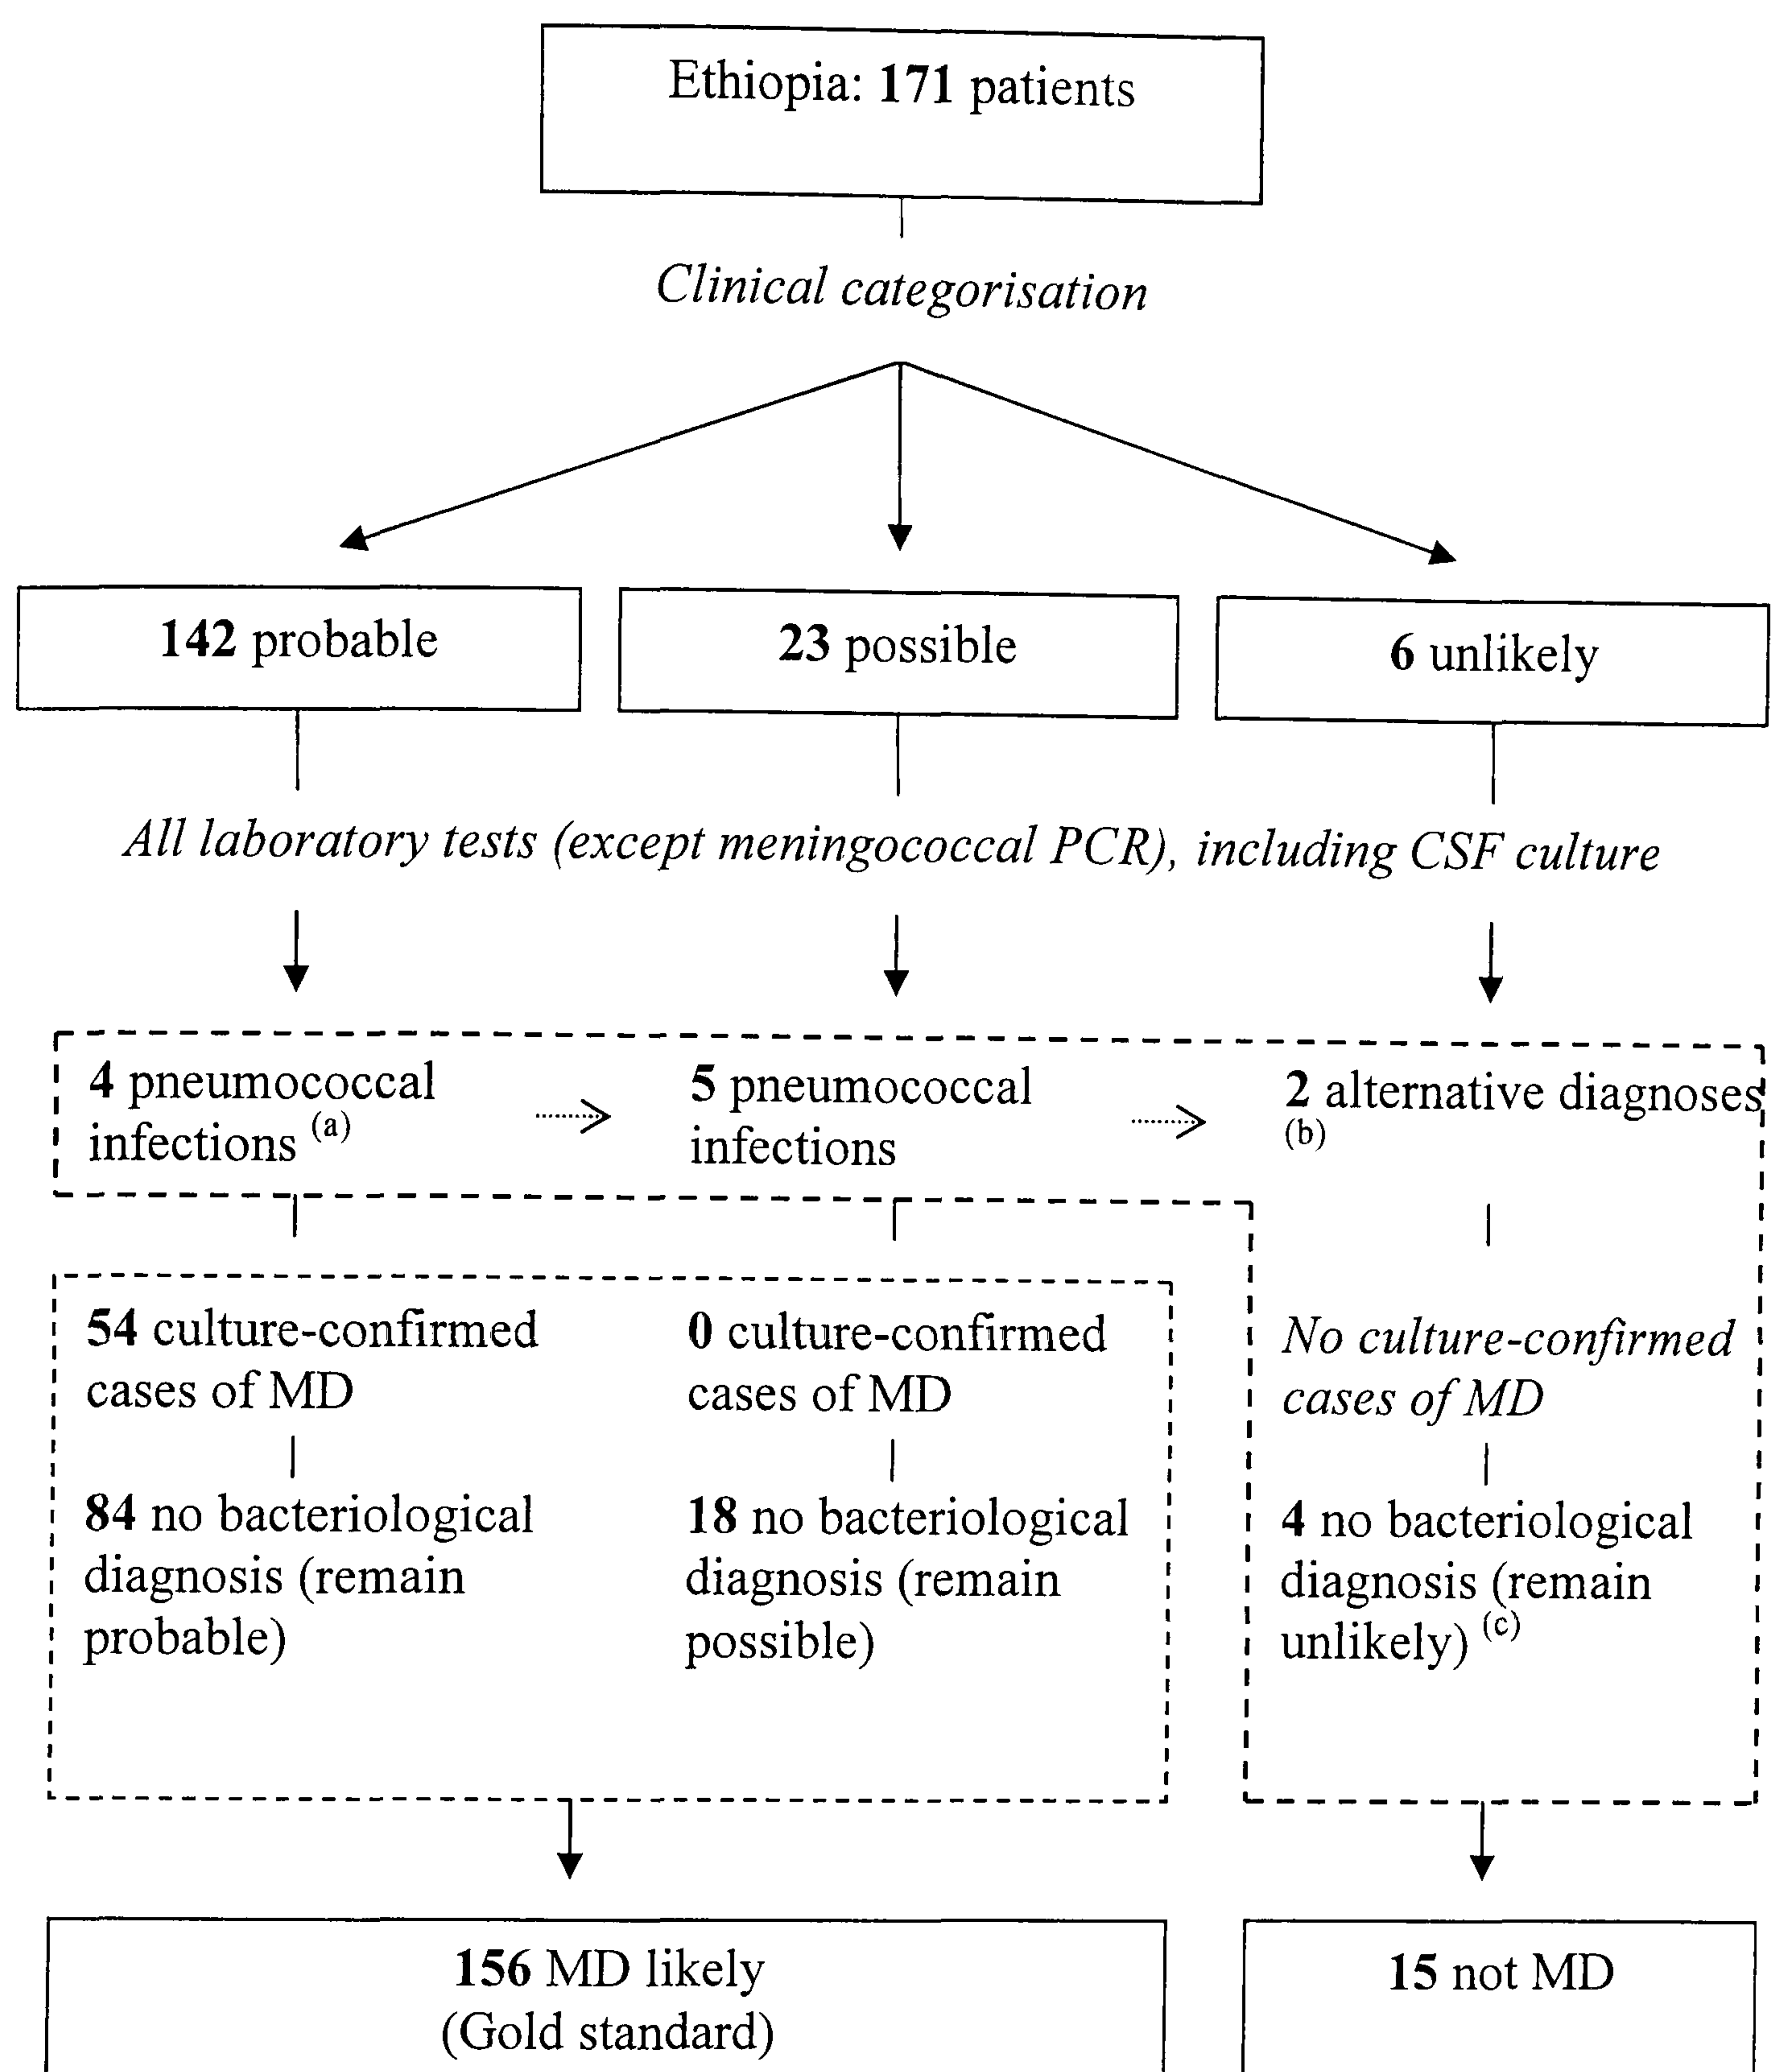 Ethiopia: 171 patients
Clinical categorisation
142 probable
23 possible
6 unlikely
All laboratory tests (except meningococcal PCR), including CSF culture
4 pneumococcal
infections (a)
5 pneumococcal
infections
2 alternative diagnoses
(b)
54 culture-confirmed
cases of MD
0 culture-confirmed
cases of MD
No culture-confirmed
cases of MD
84 no bacteriological
diagnosis (remain
probable)
18 no bacteriological
diagnosis (remain
possible)
4 no bacteriological
diagnosis (remain
unlikely) (c)
156 MD likely
(Gold standard)
15 not MD